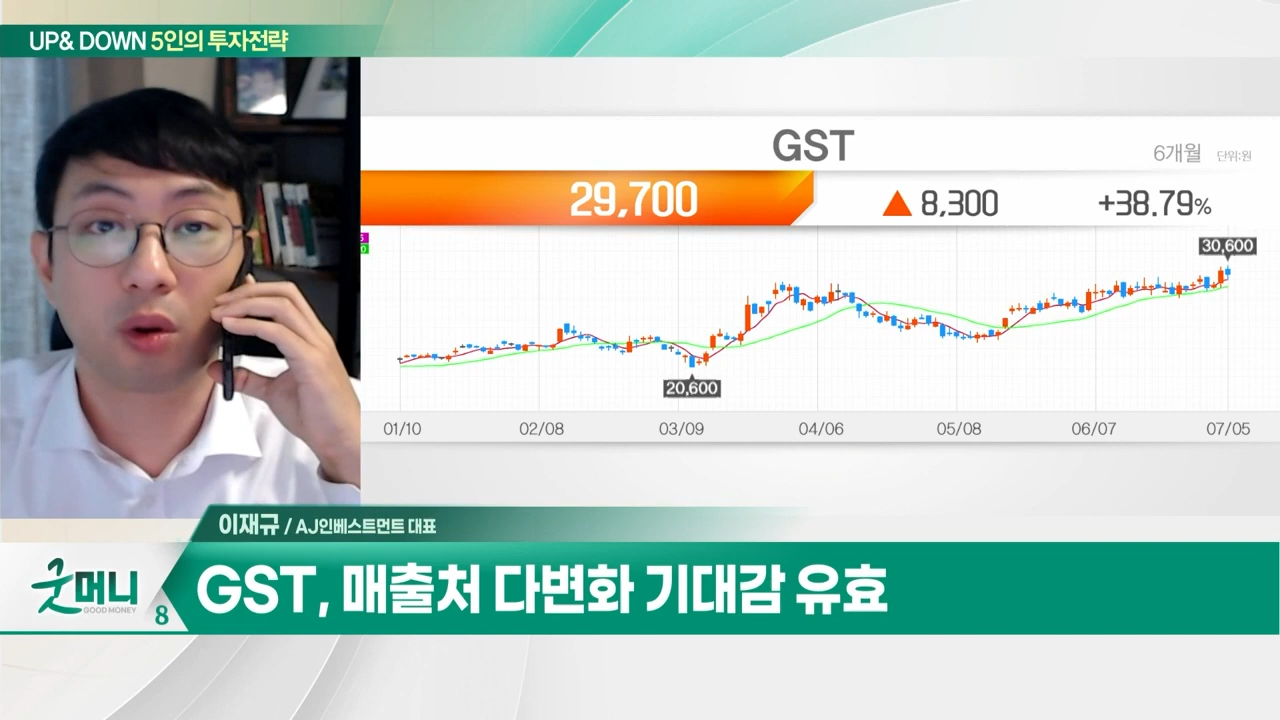 UP& DOWN 5인의 투자전략
GST
6개월 단위:원
29,700 ▲ 8,300 +38.79%
30,600
20,600
01/10 02/08 03/09 04/06 05/08 06/07 07/05
이재규 / AJ인베스트먼트 대표
굿머니
GOOD MONEY
8
GST, 매출처 다변화 기대감 유효